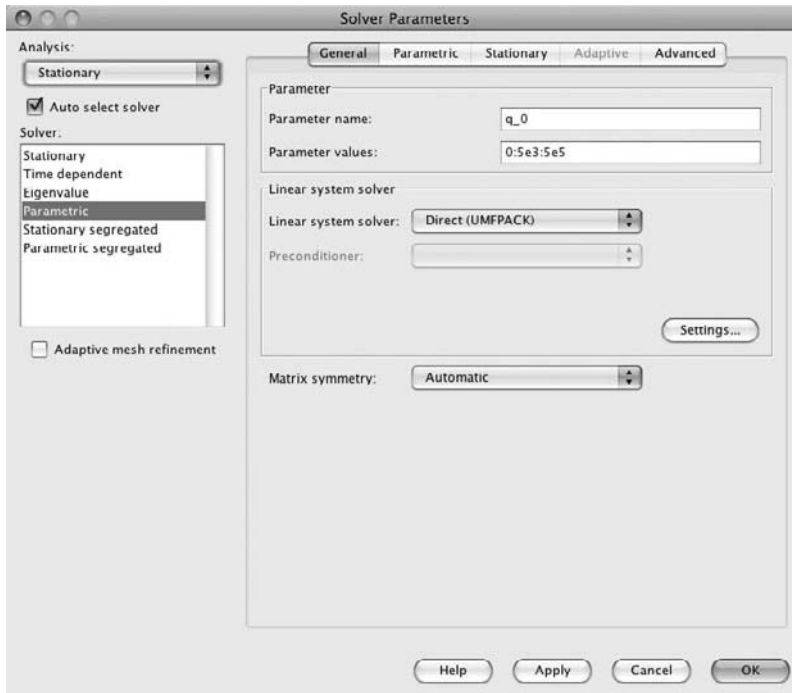 Solver Parameters
Analysis:
Stationary
Auto select solver
Solver:
Stationary
Time dependent
Eigenvalue
Parametric
Stationary segregated
Parametric segregated
Adaptive mesh refinement
General Parametric Stationary Adaptive Advanced
Parameter
Parameter name: q_0
Parameter values: 0:5e3:5e5
Linear system solver
Linear system solver: Direct (UMFPACK)
Preconditioner:
Settings...
Matrix symmetry: Automatic
Help Apply Cancel OK